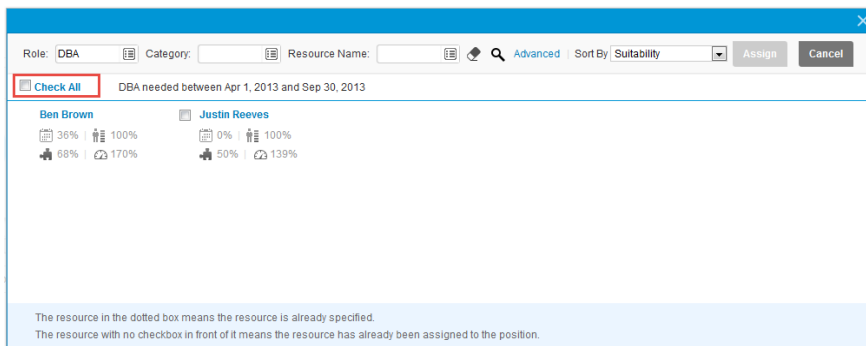 Role: DBA Category: Resource Name: Advanced Sort By Suitability Assign Cancel
Check All DBA needed between Apr 1, 2013 and Sep 30, 2013
Ben Brown Justin Reeves
36% | 100% 0% | 100%
68% | 170% 50% | 139%
The resource in the dotted box means the resource is already specified.
The resource with no checkbox in front of it means the resource has already been assigned to the position.